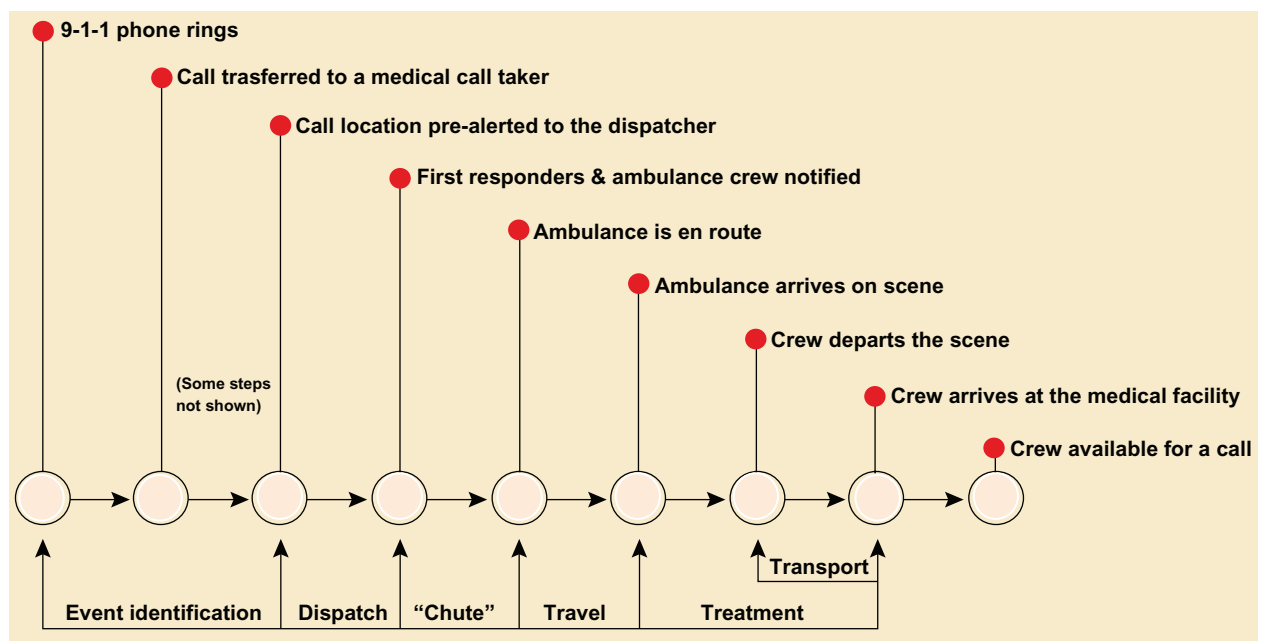 9-1-1 phone rings
Call trasferred to a medical call taker
Call location pre-alerted to the dispatcher
First responders & ambulance crew notified
Ambulance is en route
Ambulance arrives on scene
Crew departs the scene
(Some steps
not shown)
Crew arrives at the medical facility
Crew available for a call
Transport
Event identification
Dispatch
“Chute”
Travel
Treatment